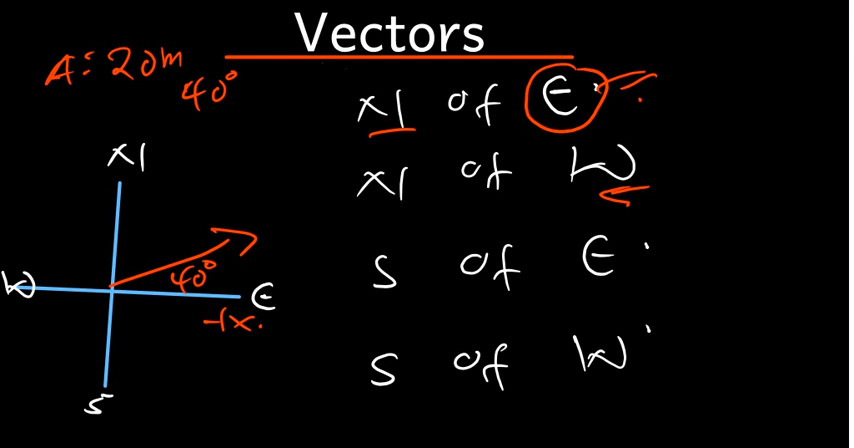 Vectors
A: 20m
40°
N of E
N of W
S of E
S of W
N
W
40°
E
+x.
S